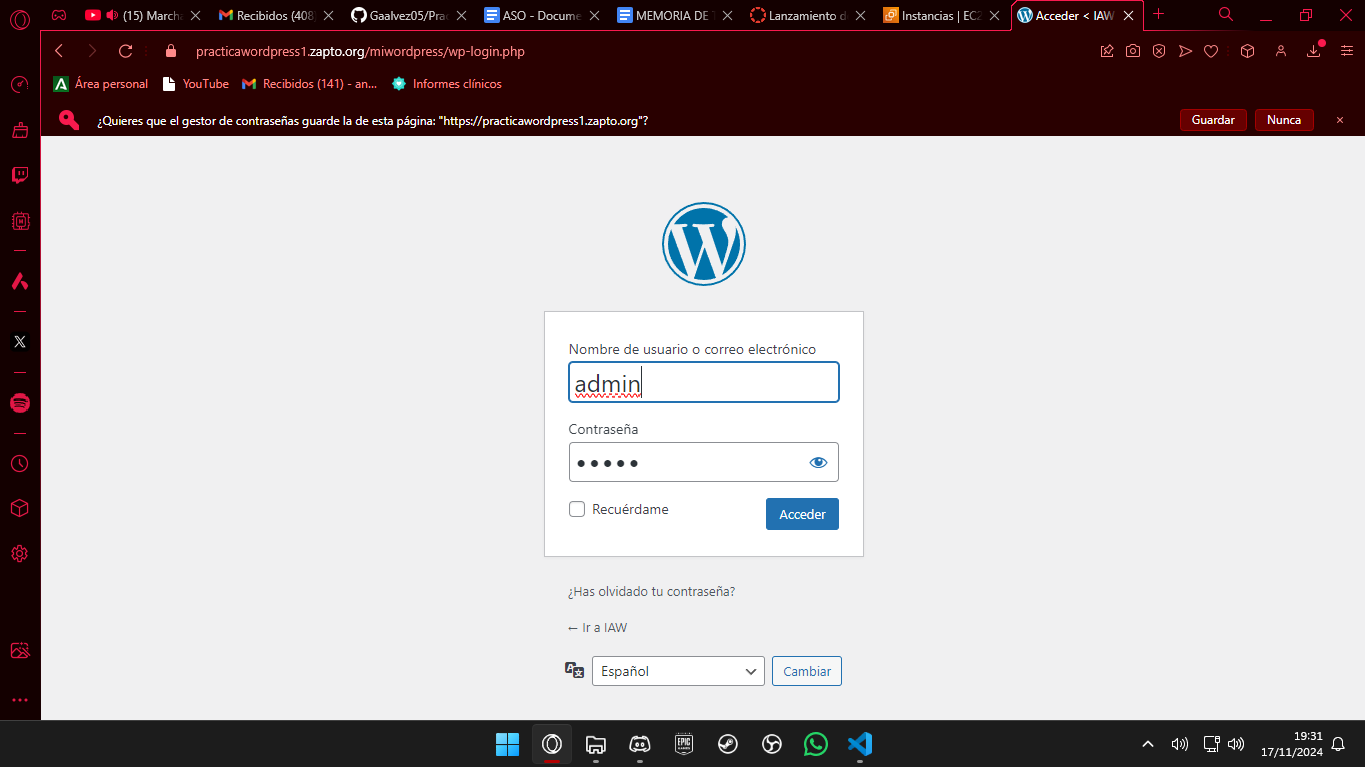 (15) Marcha
Recibidos (408
Gaalvez05/Prac
ASO - Docume
MEMORIA DE
Lanzamiento d
Instancias | EC2
Acceder < IAW
practicawordpress1.zapto.org/miwordpress/wp-login.php
Área personal
YouTube
Recibidos (141) - an...
Informes clínicos
¿Quieres que el gestor de contraseñas guarde la de esta página: "https://practicawordpress1.zapto.org"?
Guardar
Nunca
Nombre de usuario o correo electrónico
admin
Contraseña
Recuérdame
Acceder
¿Has olvidado tu contraseña?
← Ir a IAW
Español
Cambiar
EPIC
GAMES
19:31
17/11/2024